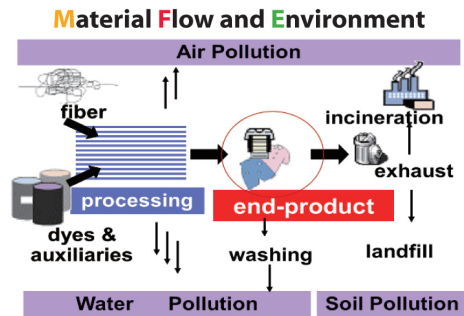 Material Flow and Environment
Air Pollution
fiber
incineration
exhaust
processing
end-product
dyes &
auxiliaries
washing
landfill
Water Pollution
Soil Pollution